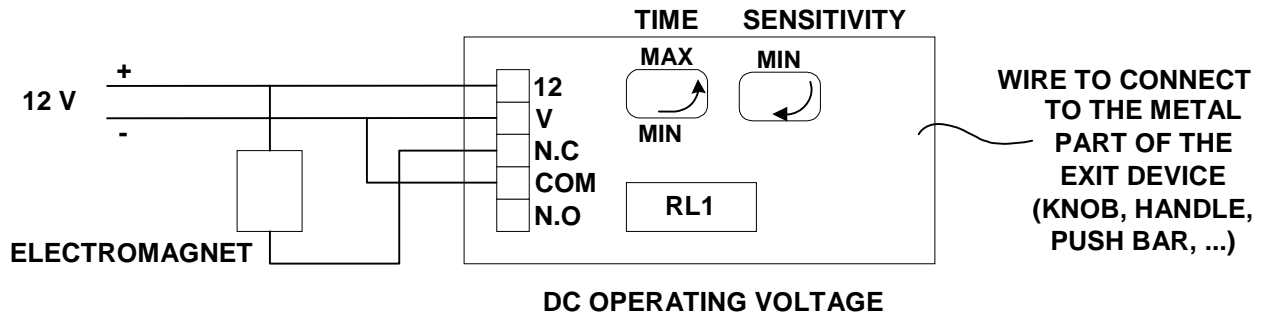 TIME SENSITIVITY
MAX MIN
MIN
+
12 V
-
12
V
N.C
COM
N.O
RL1
ELECTROMAGNET
WIRE TO CONNECT
TO THE METAL
PART OF THE
EXIT DEVICE
(KNOB, HANDLE,
PUSH BAR, ...)
DC OPERATING VOLTAGE